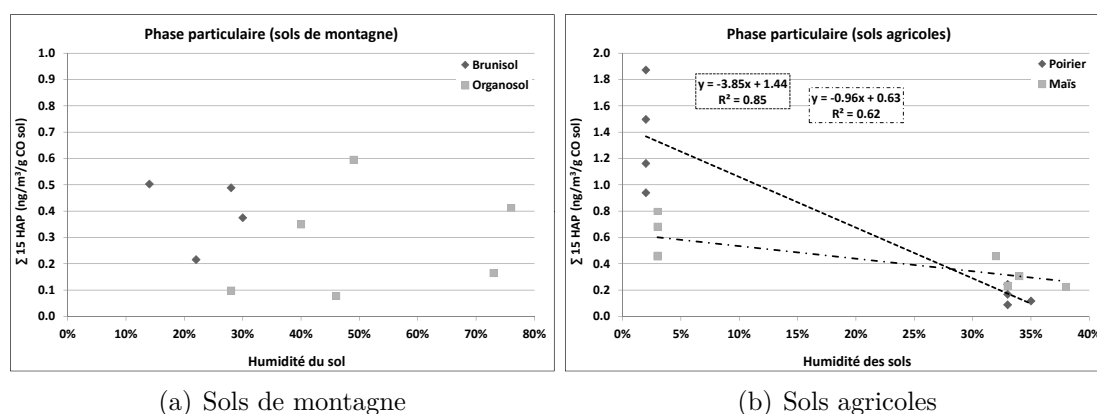 Phase particulaire (sols de montagne)
Brunisol
Organosol
Σ 15 HAP (ng/m³/g CO sol)
1.0
0.9
0.8
0.7
0.6
0.5
0.4
0.3
0.2
0.1
0.0
0% 10% 20% 30% 40% 50% 60% 70% 80%
Humidité du sol
(a) Sols de montagne
Phase particulaire (sols agricoles)
Poirier
Maïs
y = -3.85x + 1.44
R² = 0.85
y = -0.96x + 0.63
R² = 0.62
Σ 15 HAP (ng/m³/g CO sol)
2.0
1.8
1.6
1.4
1.2
1.0
0.8
0.6
0.4
0.2
0.0
0% 5% 10% 15% 20% 25% 30% 35% 40%
Humidité des sols
(b) Sols agricoles